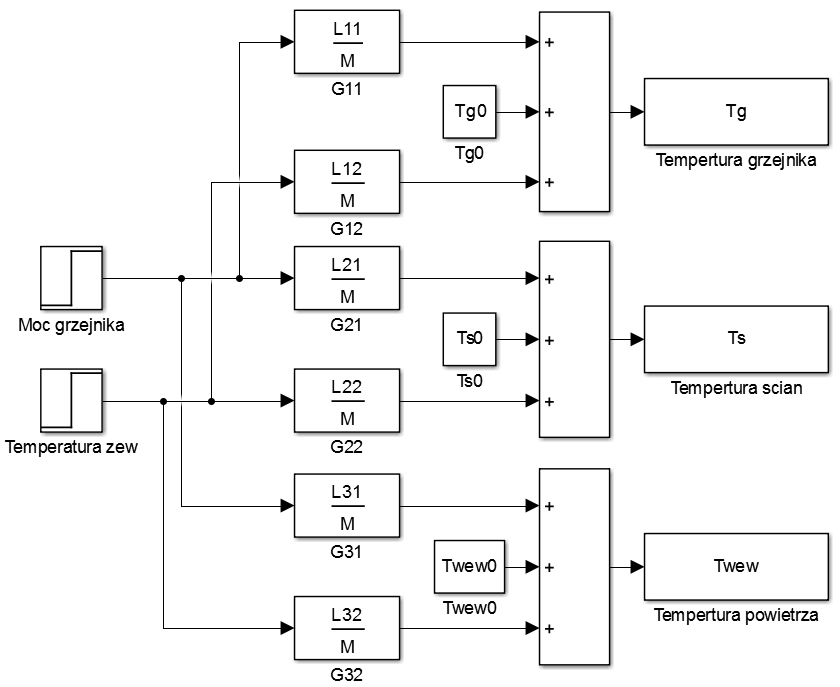 L11
M
G11
Tg0
Tg0
Tg
Tempertura grzejnika
L12
M
G12
Moc grzejnika
L21
M
G21
Ts0
Ts0
Ts
Tempertura scian
Temperatura zew
L22
M
G22
L31
M
G31
Twew0
Twew0
Twew
Tempertura powietrza
L32
M
G32